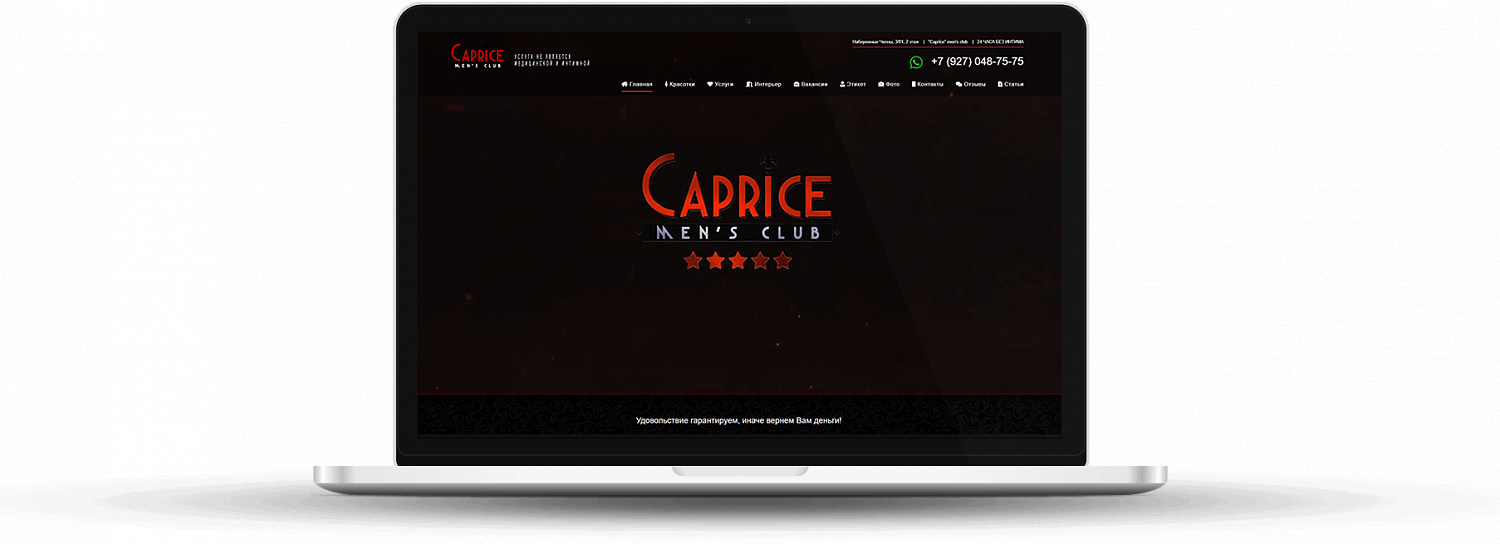 Набережные Челны, 3/01, 2 этаж | "Caprice" men's club | 24 ЧАСА БЕЗ ИНТИМА
CAPRICE
MEN'S CLUB
УСЛУГА НЕ ЯВЛЯЕТСЯ
МЕДИЦИНСКОЙ И ИНТИМНОЙ
+7 (927) 048-75-75
Главная Красотки Услуги Интерьер Вакансии Этикет Фото Контакты Отзывы Статьи
CAPRICE
MEN'S CLUB
Удовольствие гарантируем, иначе вернем Вам деньги!